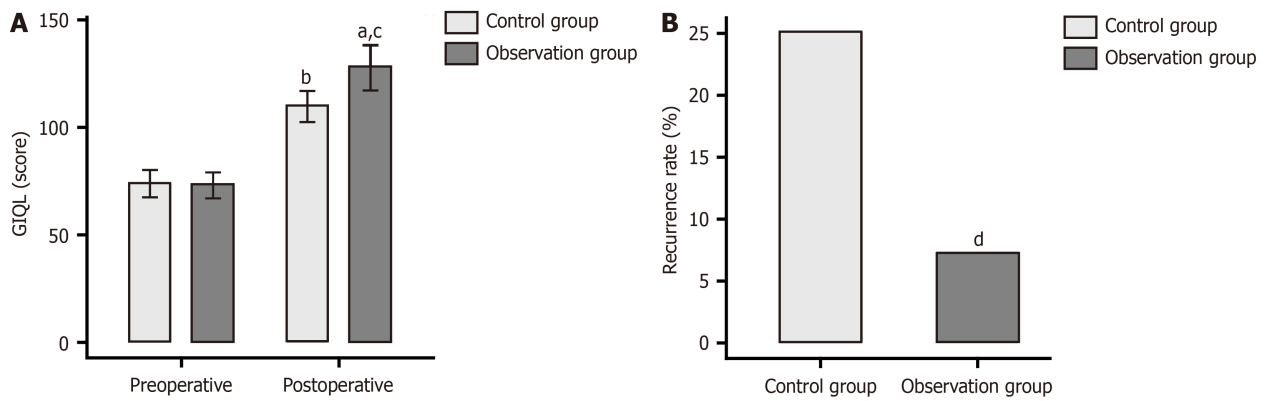 A
GIQL (score)
150
100
50
0
b
a,c
Preoperative
Postoperative
Control group
Observation group
B
Recurrence rate (%)
25
20
15
10
5
0
d
Control group
Observation group
Control group
Observation group